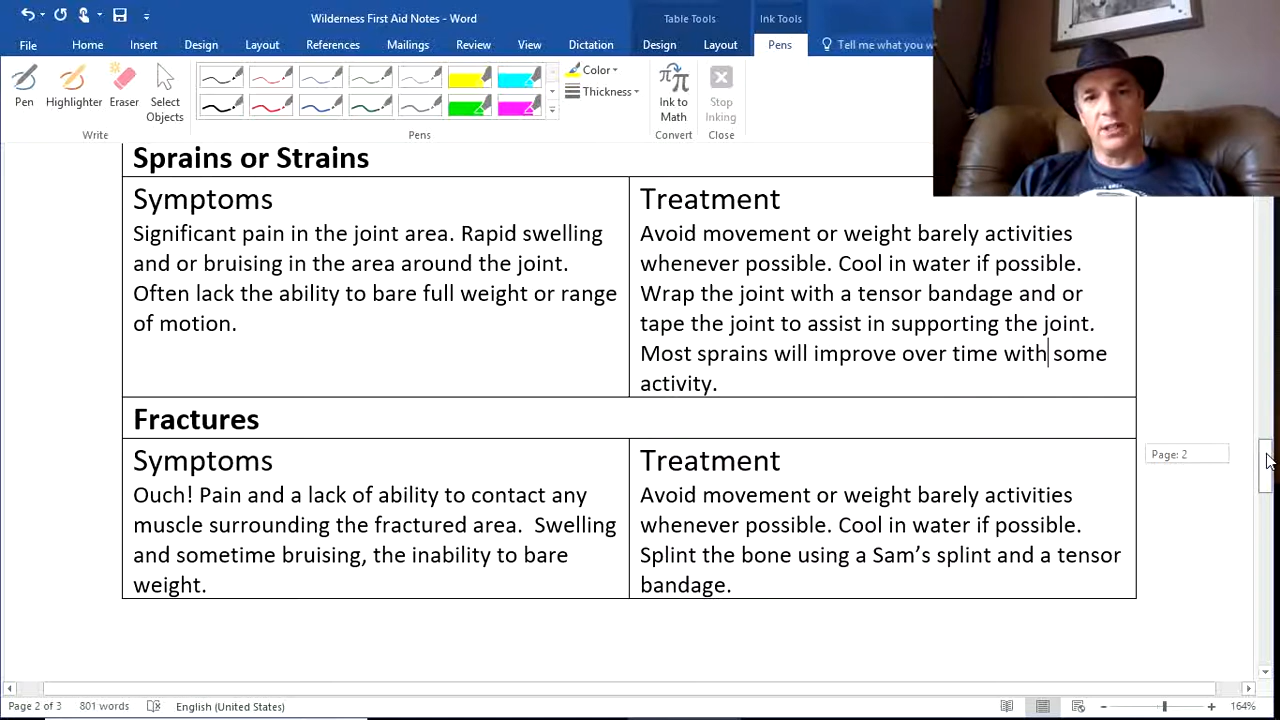 Wilderness First Aid Notes - Word
Table Tools
Ink Tools
File
Home
Insert
Design
Layout
References
Mailings
Review
View
Dictation
Design
Layout
Pens
Tell me what you w
Pen
Highlighter
Eraser
Select
Objects
Color
Thickness
Ink to
Math
Stop
Inking
Write
Pens
Convert
Close
Sprains or Strains
Symptoms
Significant pain in the joint area. Rapid swelling
and or bruising in the area around the joint.
Often lack the ability to bare full weight or range
of motion.
Treatment
Avoid movement or weight barely activities
whenever possible. Cool in water if possible.
Wrap the joint with a tensor bandage and or
tape the joint to assist in supporting the joint.
Most sprains will improve over time with some
activity.
Fractures
Symptoms
Ouch! Pain and a lack of ability to contact any
muscle surrounding the fractured area.  Swelling
and sometime bruising, the inability to bare
weight.
Treatment
Avoid movement or weight barely activities
whenever possible. Cool in water if possible.
Splint the bone using a Sam’s splint and a tensor
bandage.
Page: 2
Page 2 of 3
801 words
English (United States)
164%